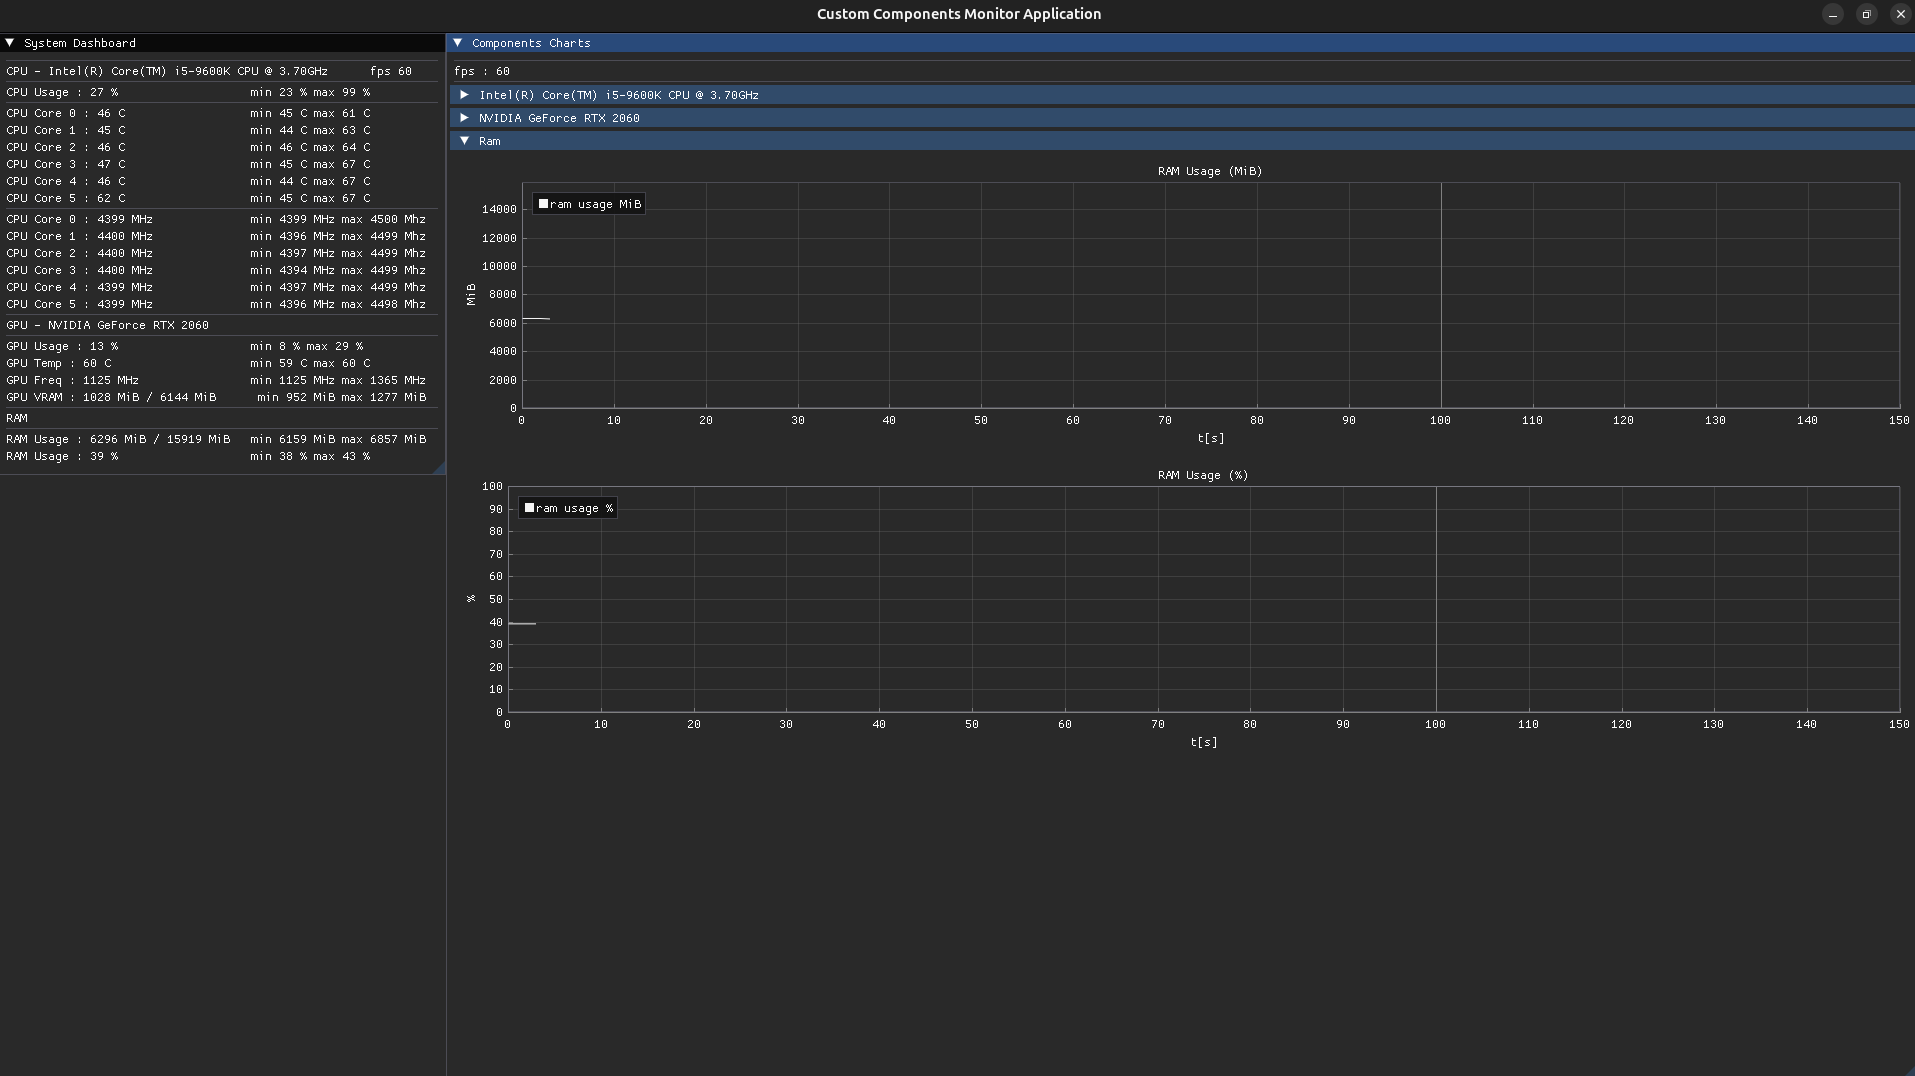 Custom Components Monitor Application
System Dashboard
CPU - Intel(R) Core(TM) i5-9600K CPU @ 3.70GHz fps 60
CPU Usage : 27 % min 23 % max 99 %
CPU Core 0 : 46 C min 45 C max 61 C
CPU Core 1 : 45 C min 44 C max 63 C
CPU Core 2 : 46 C min 46 C max 64 C
CPU Core 3 : 47 C min 45 C max 67 C
CPU Core 4 : 46 C min 44 C max 67 C
CPU Core 5 : 62 C min 45 C max 67 C
CPU Core 0 : 4399 MHz min 4399 MHz max 4500 Mhz
CPU Core 1 : 4400 MHz min 4396 MHz max 4499 Mhz
CPU Core 2 : 4400 MHz min 4397 MHz max 4499 Mhz
CPU Core 3 : 4400 MHz min 4394 MHz max 4499 Mhz
CPU Core 4 : 4399 MHz min 4397 MHz max 4499 Mhz
CPU Core 5 : 4399 MHz min 4396 MHz max 4498 Mhz
GPU - NVIDIA GeForce RTX 2060
GPU Usage : 13 % min 8 % max 29 %
GPU Temp : 60 C min 59 C max 60 C
GPU Freq : 1125 MHz min 1125 MHz max 1365 MHz
GPU VRAM : 1028 MiB / 6144 MiB min 952 MiB max 1277 MiB
RAM
RAM Usage : 6296 MiB / 15919 MiB min 6159 MiB max 6857 MiB
RAM Usage : 39 % min 38 % max 43 %
Components Charts
fps : 60
Intel(R) Core(TM) i5-9600K CPU @ 3.70GHz
NVIDIA GeForce RTX 2060
Ram
RAM Usage (MiB)
ram usage MiB
MiB
14000
12000
10000
8000
6000
4000
2000
0
0 10 20 30 40 50 60 70 80 90 100 110 120 130 140 150
t[s]
RAM Usage (%)
ram usage %
%
100
90
80
70
60
50
40
30
20
10
0
0 10 20 30 40 50 60 70 80 90 100 110 120 130 140 150
t[s]